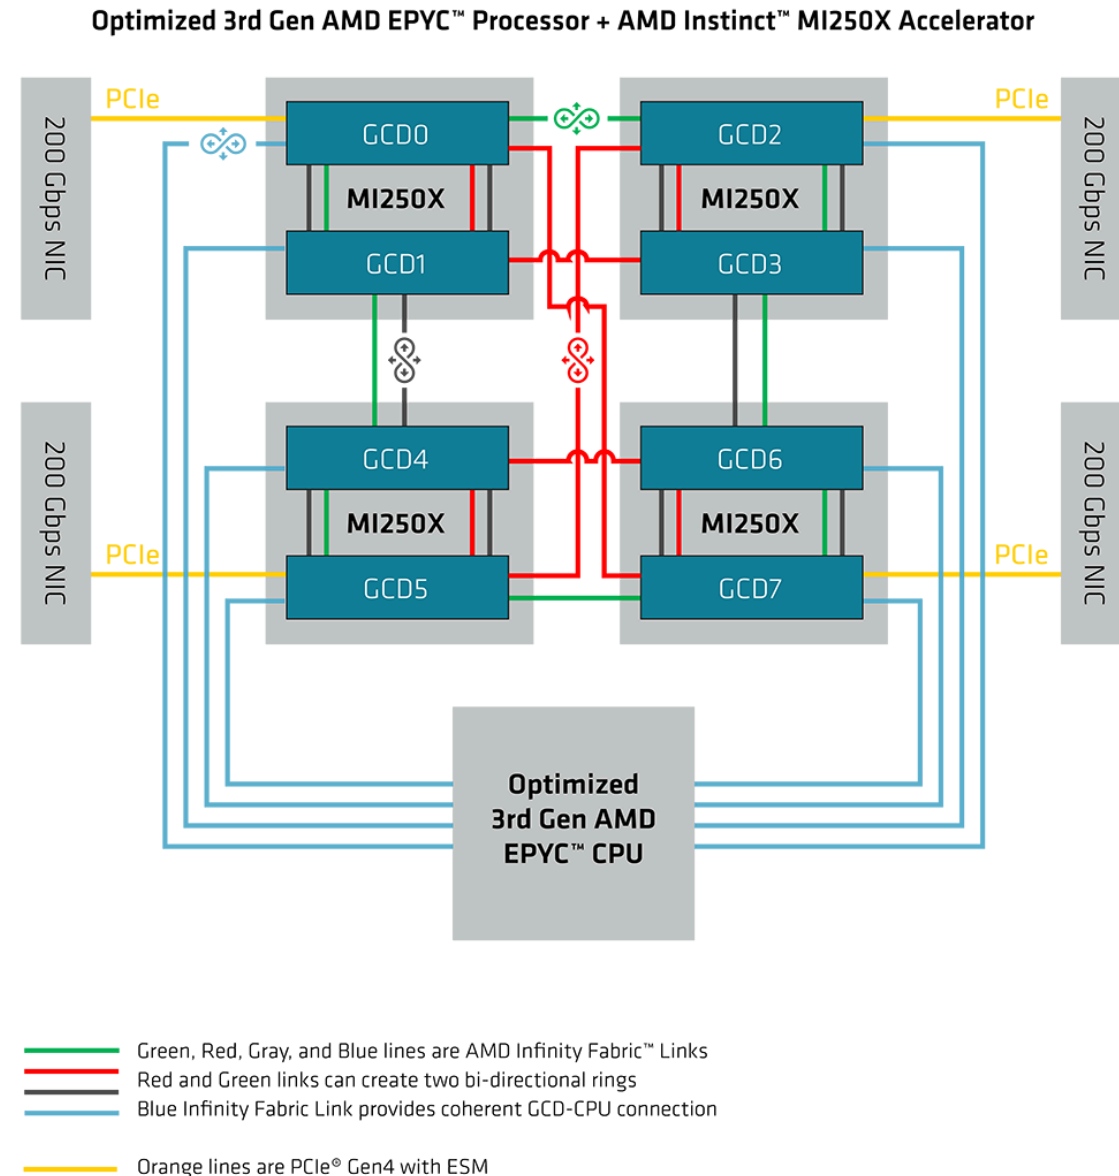 Optimized 3rd Gen AMD EPYC™ Processor + AMD Instinct™ MI250X Accelerator
200 Gbps NIC
PCIe
GCD0
MI250X
GCD1
GCD2
MI250X
GCD3
PCIe
200 Gbps NIC
200 Gbps NIC
PCIe
GCD4
MI250X
GCD5
GCD6
MI250X
GCD7
PCIe
200 Gbps NIC
Optimized
3rd Gen AMD
EPYC™ CPU
Green, Red, Gray, and Blue lines are AMD Infinity Fabric™ Links
Red and Green links can create two bi-directional rings
Blue Infinity Fabric Link provides coherent GCD-CPU connection
Orange lines are PCIe® Gen4 with ESM